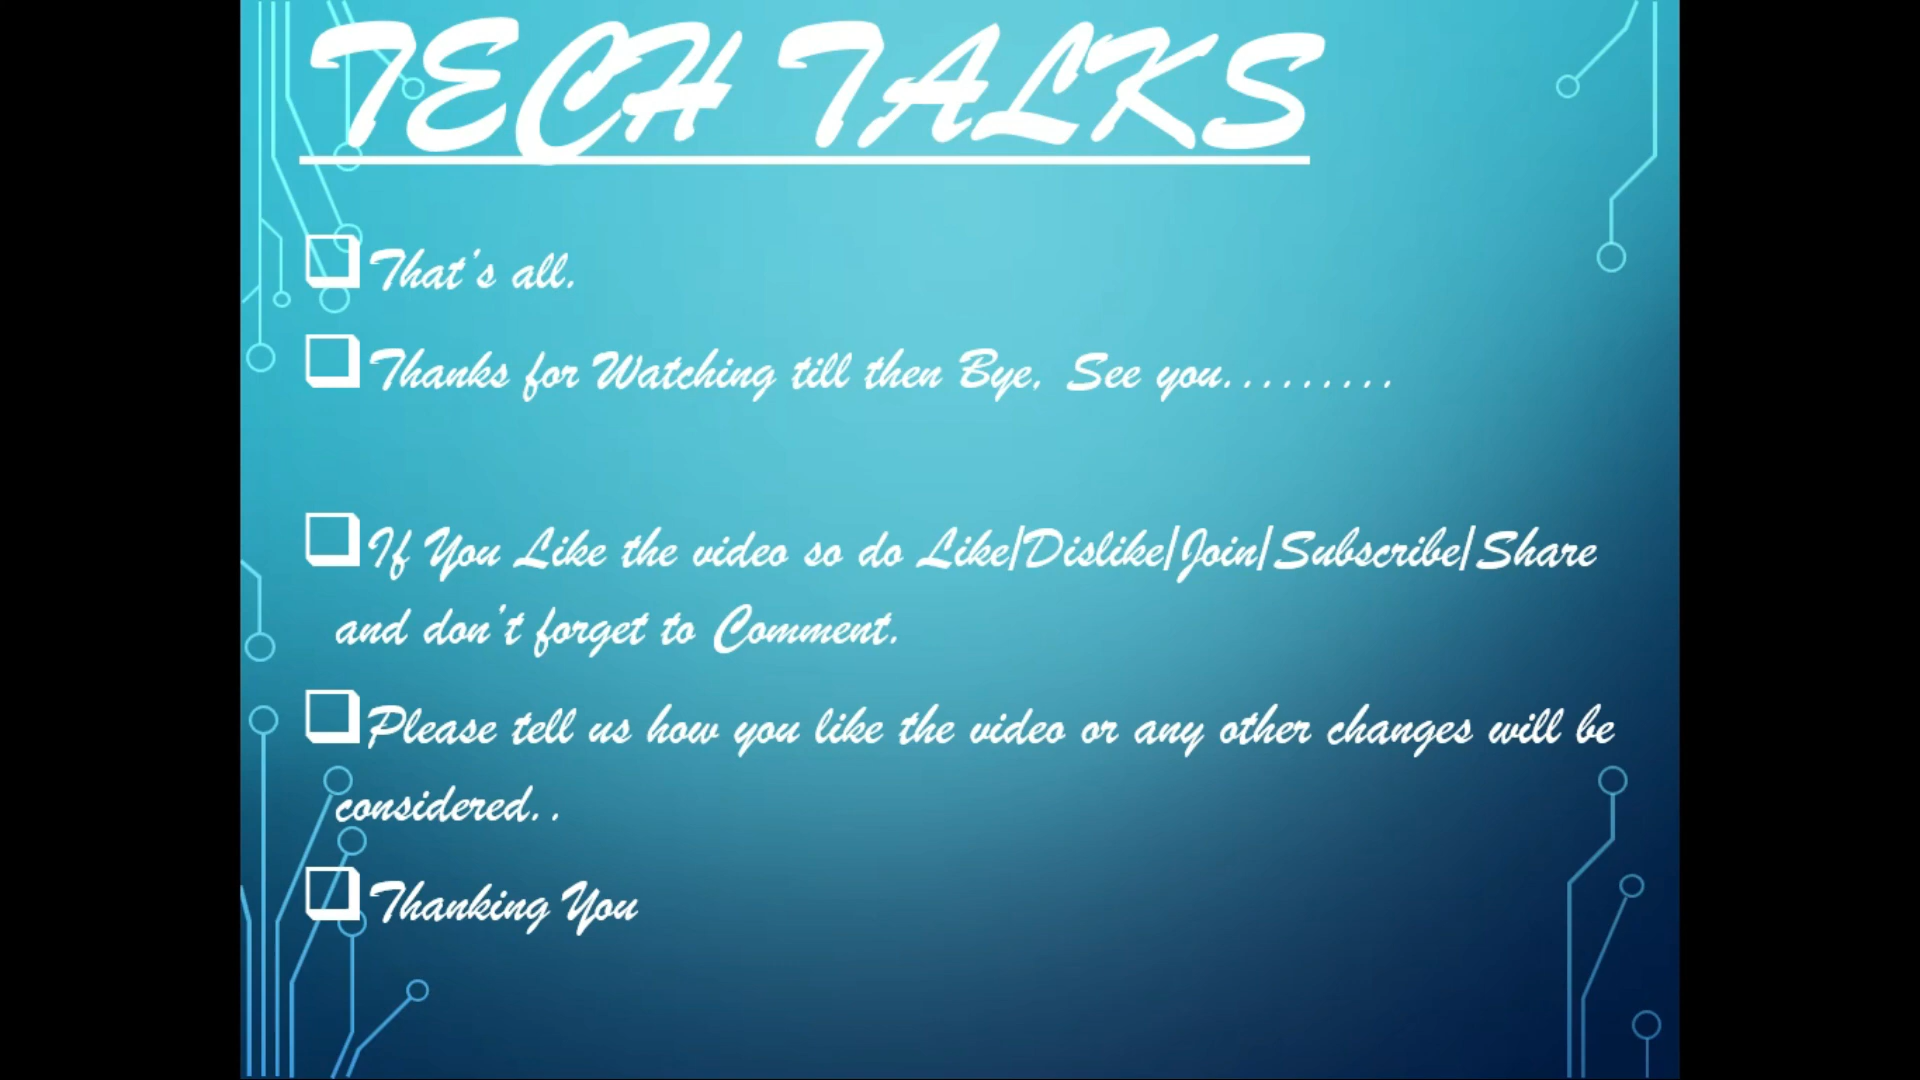 TECH TALKS
That's all.
Thanks for Watching till then Bye, See you.........
If You Like the video so do Like/Dislike/Join/Subscribe/Share
and don't forget to Comment.
Please tell us how you like the video or any other changes will be
considered..
Thanking You